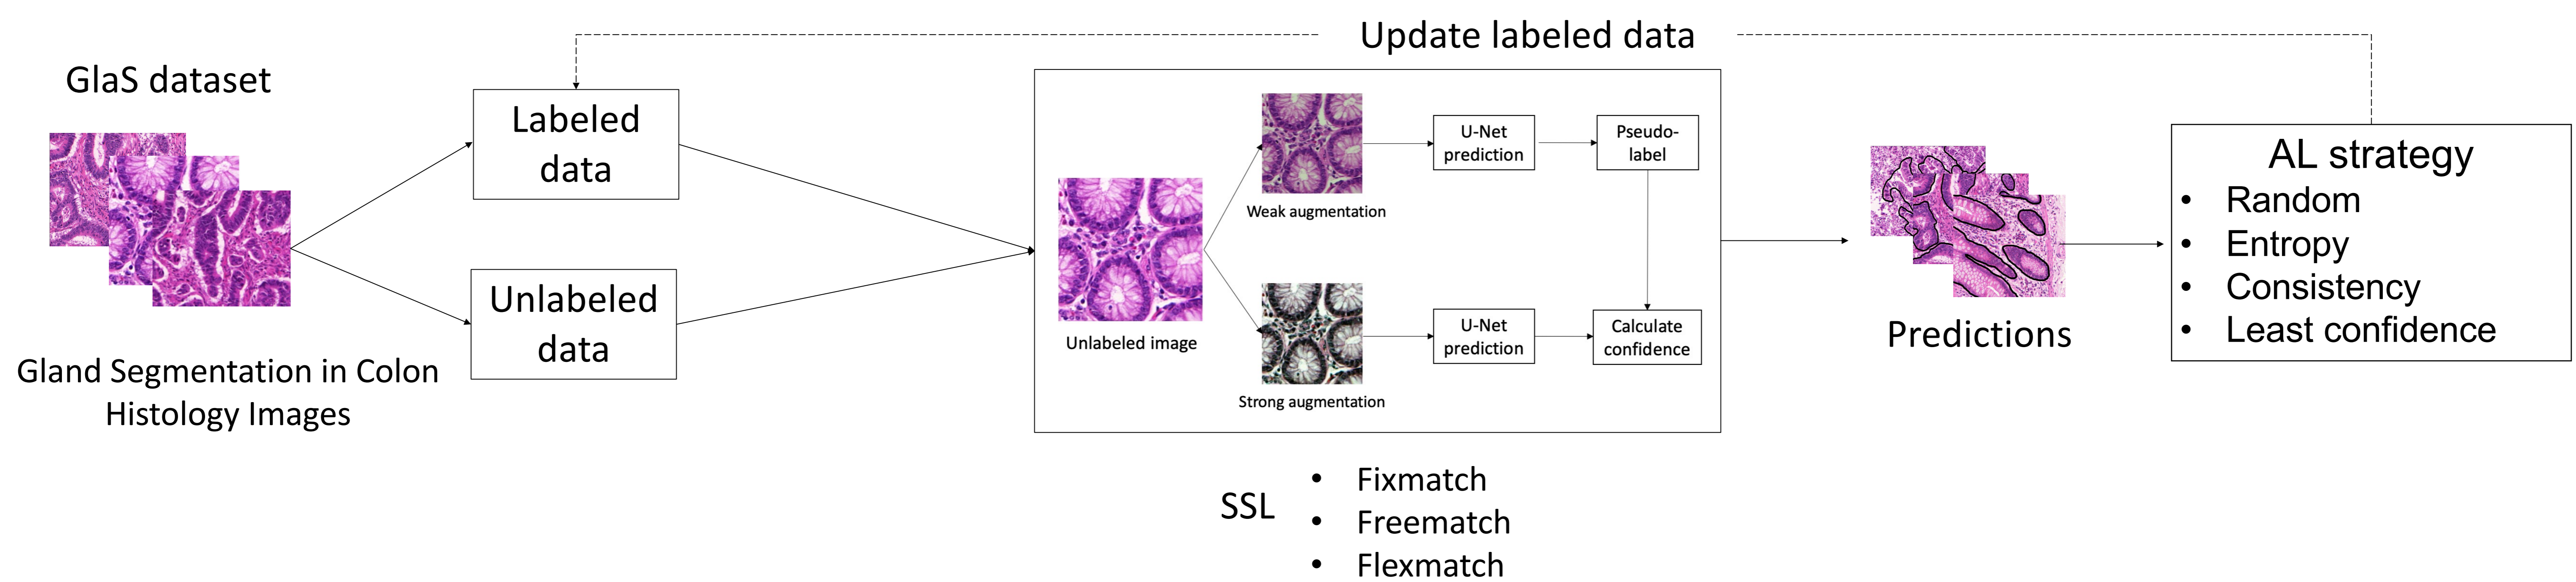 Update labeled data
GlaS dataset
Gland Segmentation in Colon
Histology Images
Labeled
data
Unlabeled
data
Unlabeled image
Weak augmentation
U-Net
prediction
Pseudo-
label
Strong augmentation
U-Net
prediction
Calculate
confidence
SSL
• Fixmatch
• Freematch
• Flexmatch
Predictions
AL strategy
• Random
• Entropy
• Consistency
• Least confidence